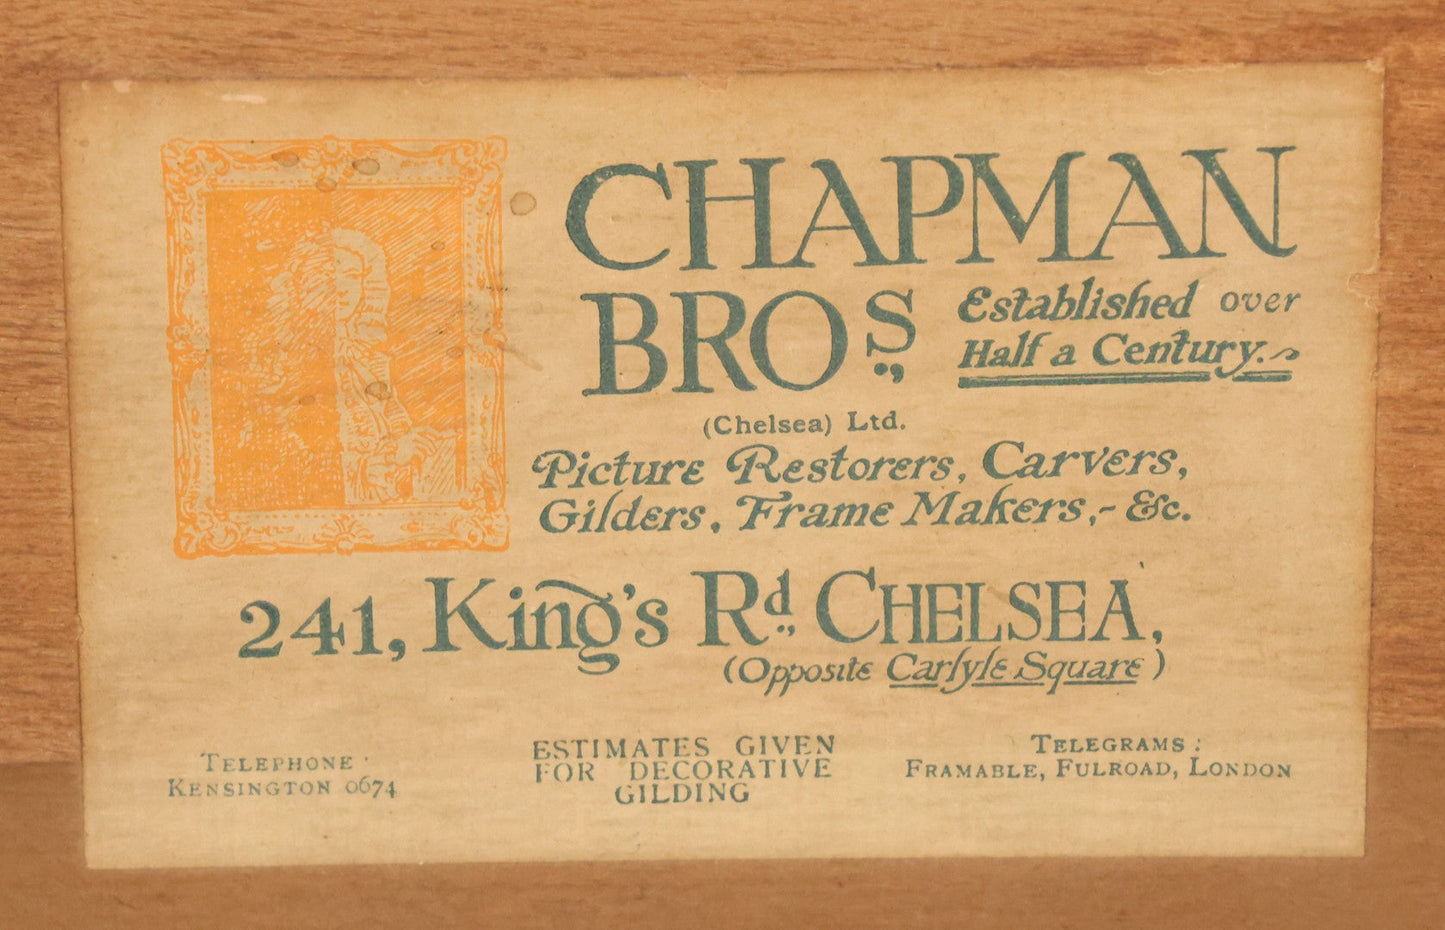 CHAPMAN
BROS., Established over
Half a Century.
(Chelsea) Ltd.
Picture Restorers, Carvers,
Gilders, Frame Makers,- &c.
241, King's Rd., CHELSEA,
(Opposite Carlyle Square)
TELEPHONE:
KENSINGTON 0674
ESTIMATES GIVEN
FOR DECORATIVE
GILDING
TELEGRAMS:
FRAMABLE, FULROAD, LONDON